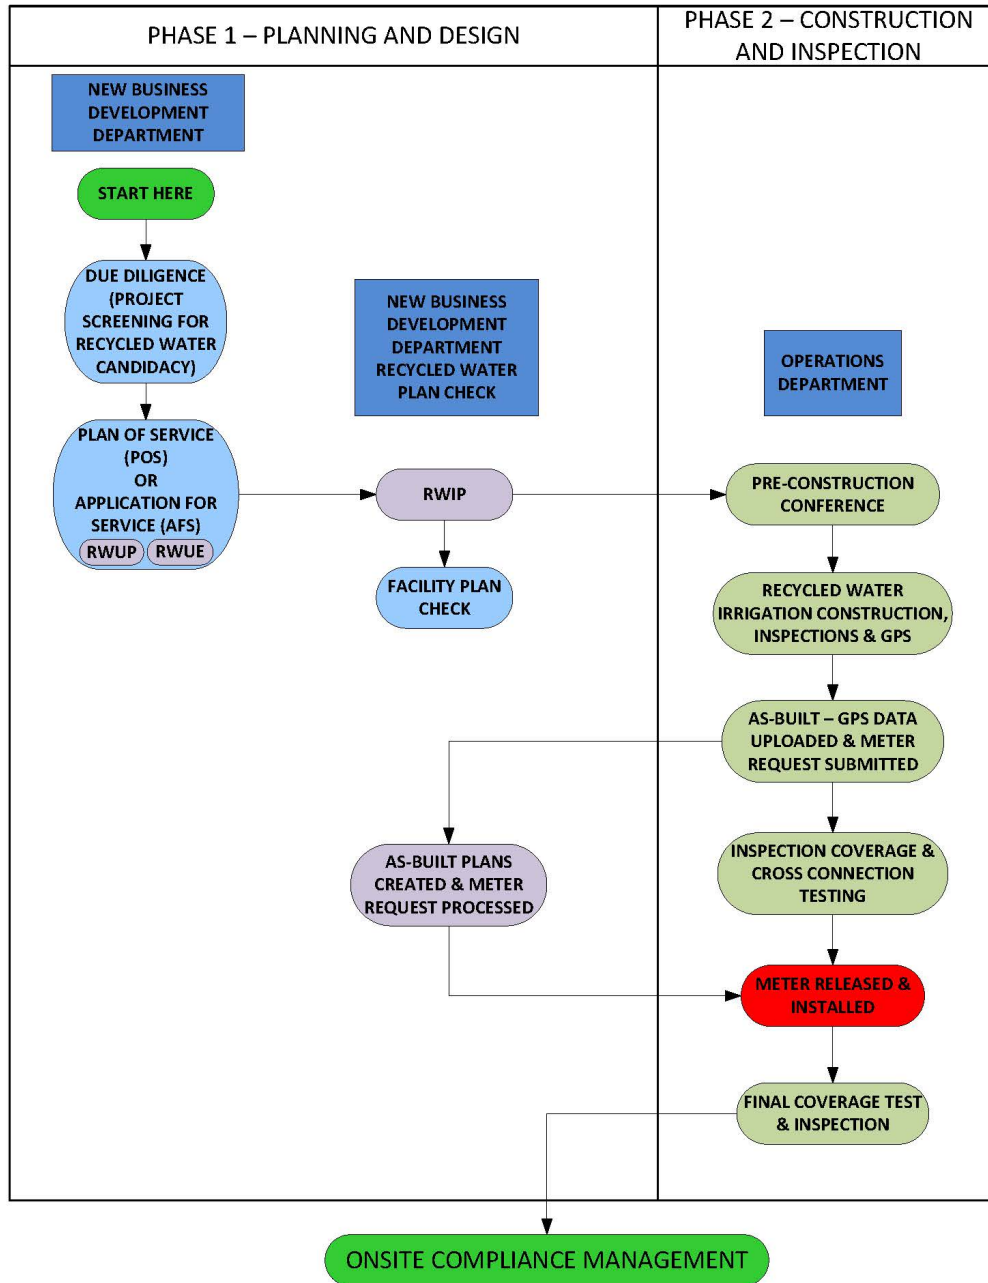 PHASE 1 – PLANNING AND DESIGN
PHASE 2 – CONSTRUCTION
AND INSPECTION
NEW BUSINESS
DEVELOPMENT
DEPARTMENT
START HERE
DUE DILIGENCE
(PROJECT
SCREENING FOR
RECYCLED WATER
CANDIDACY)
PLAN OF SERVICE
(POS)
OR
APPLICATION FOR
SERVICE (AFS)
RWUP
RWUE
NEW BUSINESS
DEVELOPMENT
DEPARTMENT
RECYCLED WATER
PLAN CHECK
RWIP
FACILITY PLAN
CHECK
AS-BUILT PLANS
CREATED & METER
REQUEST PROCESSED
OPERATIONS
DEPARTMENT
PRE-CONSTRUCTION
CONFERENCE
RECYCLED WATER
IRRIGATION CONSTRUCTION,
INSPECTIONS & GPS
AS-BUILT – GPS DATA
UPLOADED & METER
REQUEST SUBMITTED
INSPECTION COVERAGE &
CROSS CONNECTION
TESTING
METER RELEASED &
INSTALLED
FINAL COVERAGE TEST
& INSPECTION
ONSITE COMPLIANCE MANAGEMENT